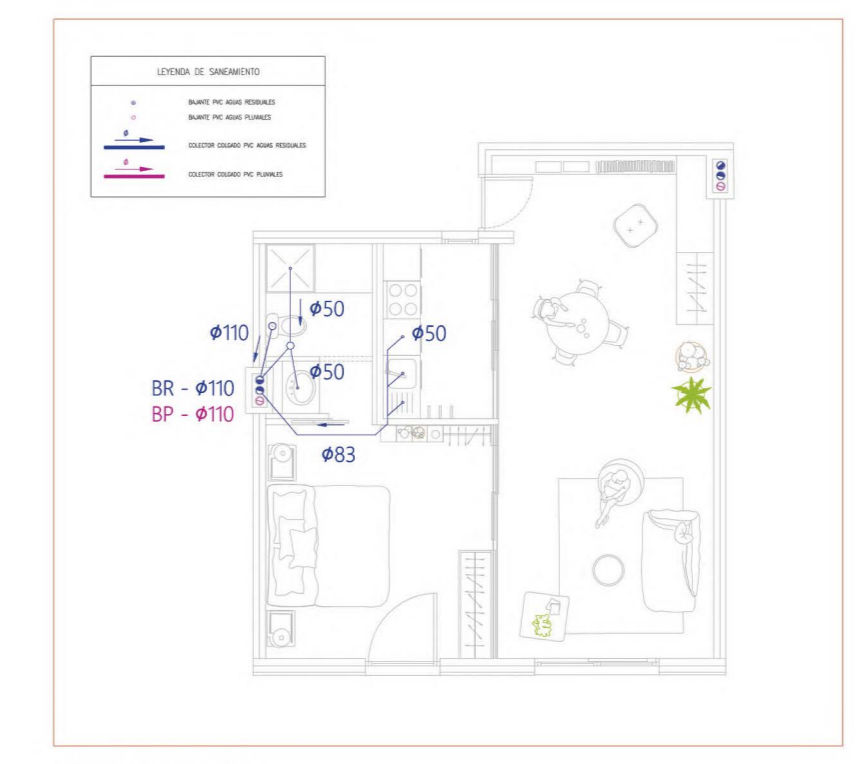 LEYENDA DE SANEAMIENTO
BAJANTE PVC AGUAS RESIDUALES
BAJANTE PVC AGUAS PLUVIALES
ø
COLECTOR COLGADO PVC AGUAS RESIDUALES
ø
COLECTOR COLGADO PVC PLUVIALES
ø50
ø110
ø50
ø50
BR - ø110
BP - ø110
ø83